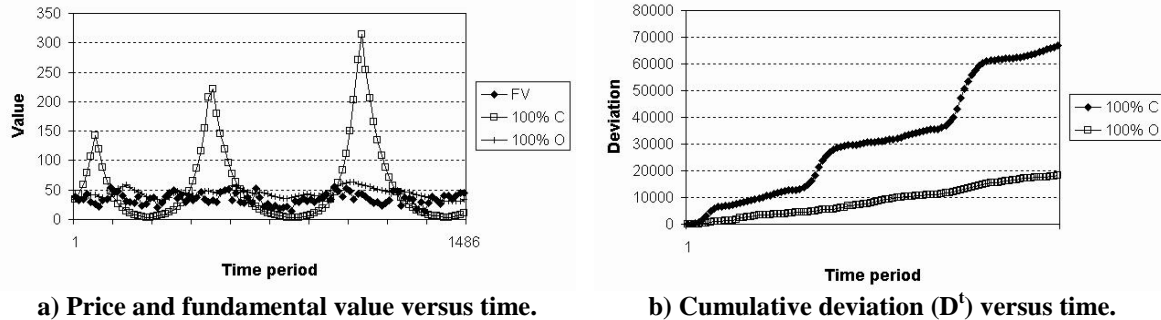 350
300
250
200
150
100
50
0
Value
1
1486
Time period
FV
100% C
100% O
a) Price and fundamental value versus time.
80000
70000
60000
50000
40000
30000
20000
10000
0
Deviation
1
Time period
100% C
100% O
b) Cumulative deviation (Dᵗ) versus time.